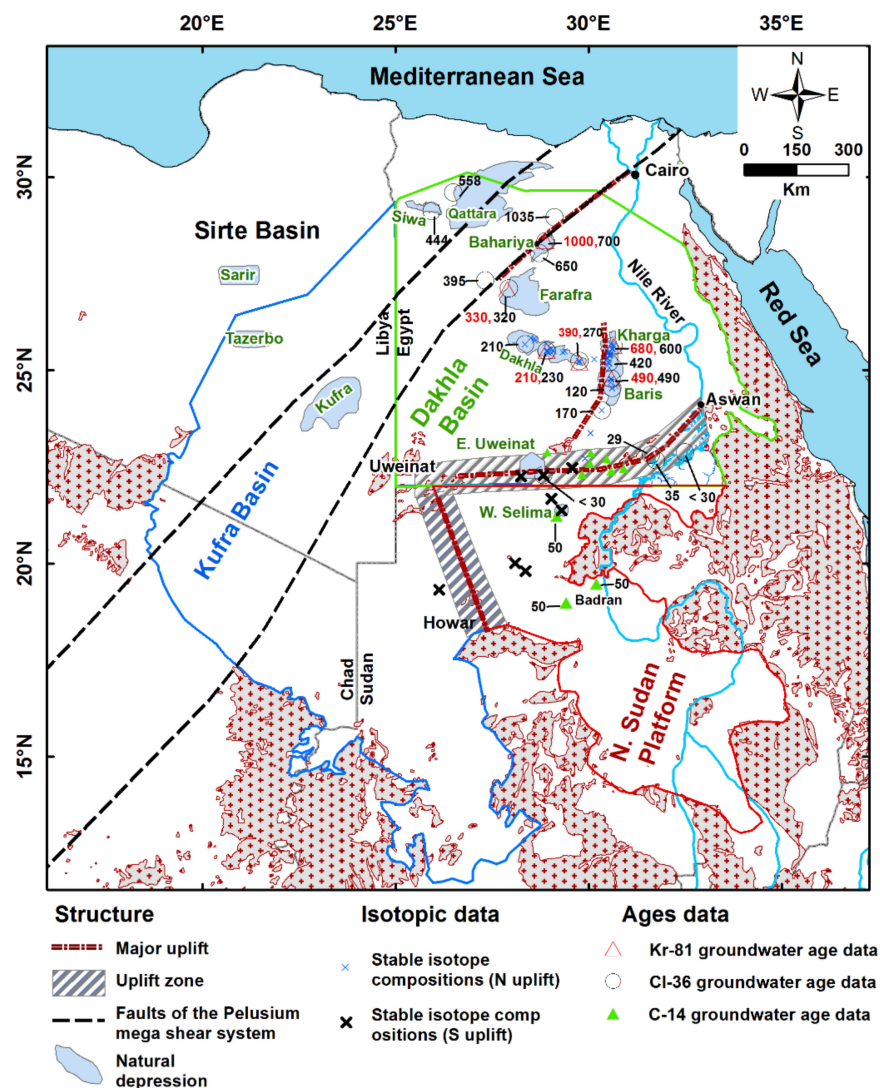 20°E 25°E 30°E 35°E
Mediterranean Sea
N
W E
S
0 150 300
Km
30°N
Cairo
558
Siwa
Qattara
444
1035
Sirte Basin
Bahariya
1000,700
650
Sarir
395
Farafra
Nile River
Red Sea
330, 320
Libya
Egypt
Tazerbo
390,270
Kharga
210
680, 600
25°N
Dakhla
420
210,230
490,490
Kufra
120
Baris
Dakhla
Basin
170
Aswan
E. Uweinat
29
Uweinat
< 30
35
< 30
Kufra Basin
W. Selima
50
20°N
50
50
Badran
Howar
Chad
Sudan
N. Sudan
Platform
15°N
Structure
Major uplift
Uplift zone
Faults of the Pelusium
mega shear system
Natural
depression
Isotopic data
Stable isotope
compositions (N uplift)
Stable isotope comp
ositions (S uplift)
Ages data
Kr-81 groundwater age data
Cl-36 groundwater age data
C-14 groundwater age data